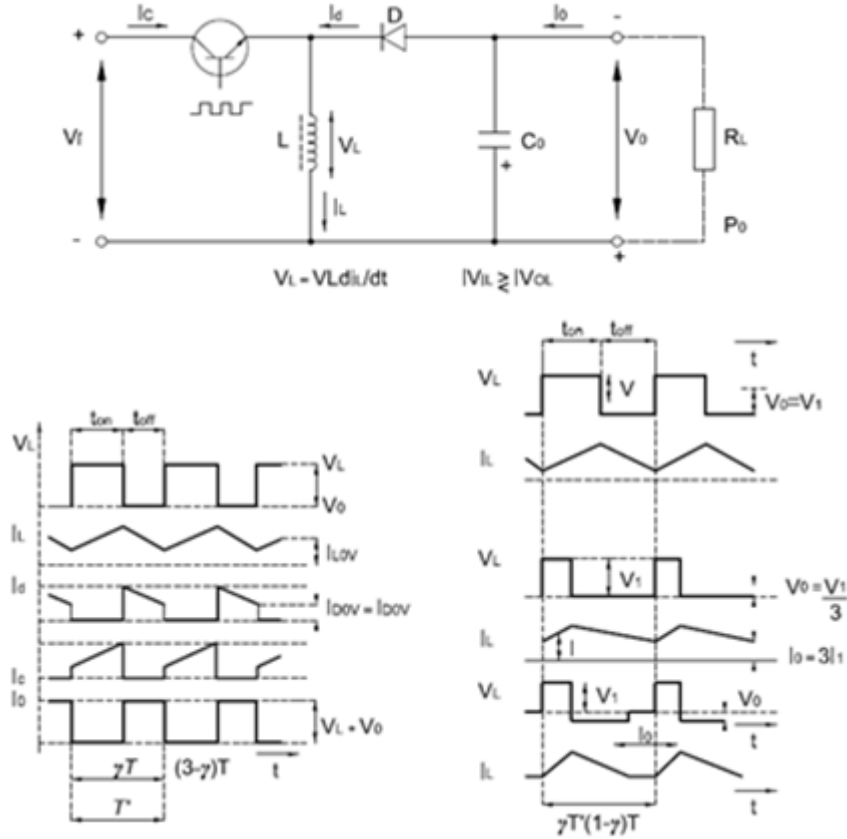 IC Id D I0 -
+
VI L VL C0 V0 RL
+
IL
P0
-
+
VL = VLdiL/dt |VIL ≷ |VOL
ton toff
t
VL V
V0=V1
IL
ton toff
VL VL
V0
IL ILOV
Id
IDOV = IDOV
Ic
I0
VL + V0
γT (3-γ)T t
T'
VL V1 V0 = V1
3
IL I I0 = 3I1
VL V1 V0
I0 t
IL
t
γT'(1-γ)T